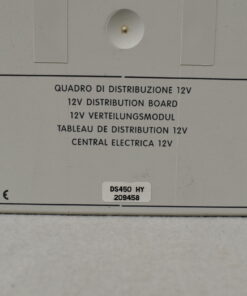 QUADRO DI DISTRIBUZIONE 12V
12V DISTRIBUTION BOARD
12V VERTEILUNGSMODUL
TABLEAU DE DISTRIBUTION 12V
CENTRAL ELECTRICA 12V
DS450 HY
209458
C€